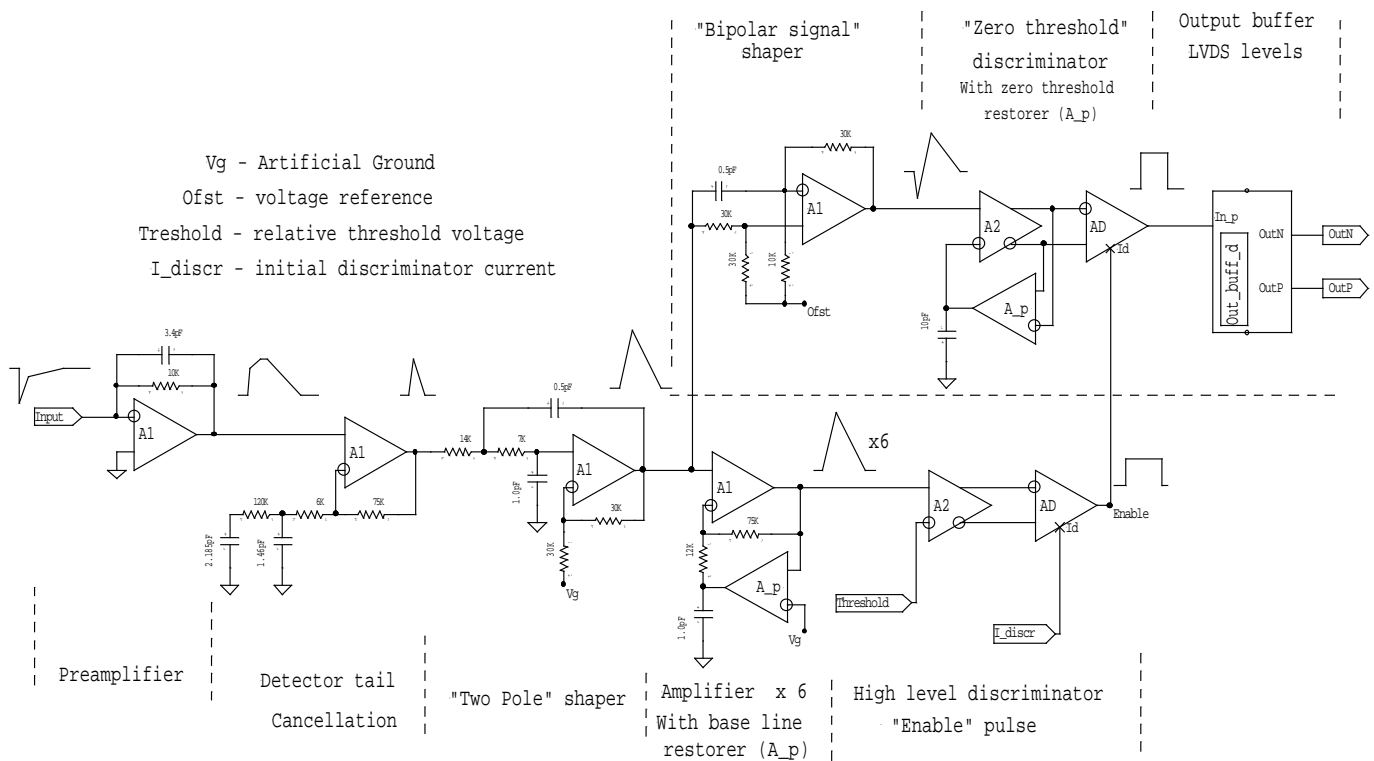 "Bipolar signal"
shaper
"Zero threshold"
discriminator
With zero threshold
restorer (A_p)
Output buffer
LVDS levels
Vg - Artificial Ground
Ofst - voltage reference
Treshold - relative threshold voltage
I_discr - initial discriminator current
30K
0.5pF
A1
30K
30K
10K
Ofst
A2
AD
Id
A_p
10pF
In_p
Out_buff_d
OutN
OutP
OutN
OutP
3.4pF
10K
Input
A1
A1
120K
6K
75K
2.185pF
1.46pF
14K
7K
0.5pF
1.0pF
A1
30K
30K
Vg
x6
A1
75K
12K
A_p
1.0pF
Vg
A2
AD
Id
Enable
Threshold
I_discr
Preamplifier
Detector tail
Cancellation
"Two Pole" shaper
Amplifier x 6
With base line
restorer (A_p)
High level discriminator
"Enable" pulse